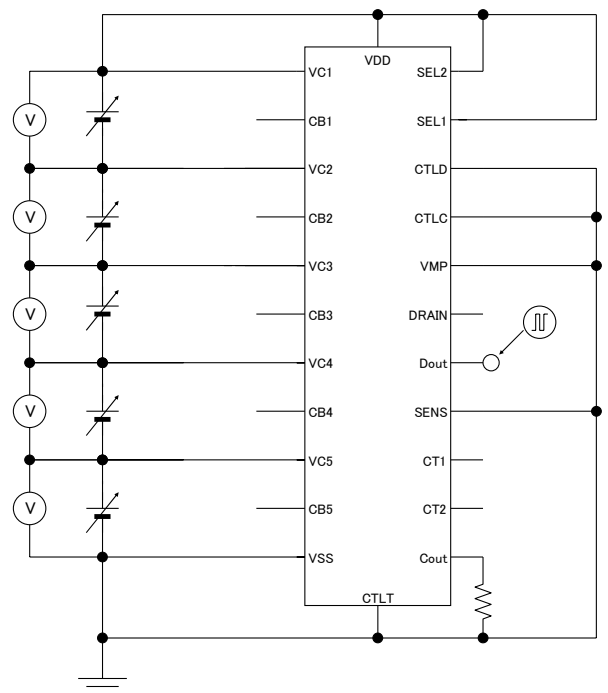 VDD
VC1 SEL2
V
CB1 SEL1
VC2 CTLD
V
CB2 CTLC
VC3 VMP
V
CB3 DRAIN
VC4 Dout
V
CB4 SENS
VC5 CT1
V
CB5 CT2
VSS Cout
CTLT